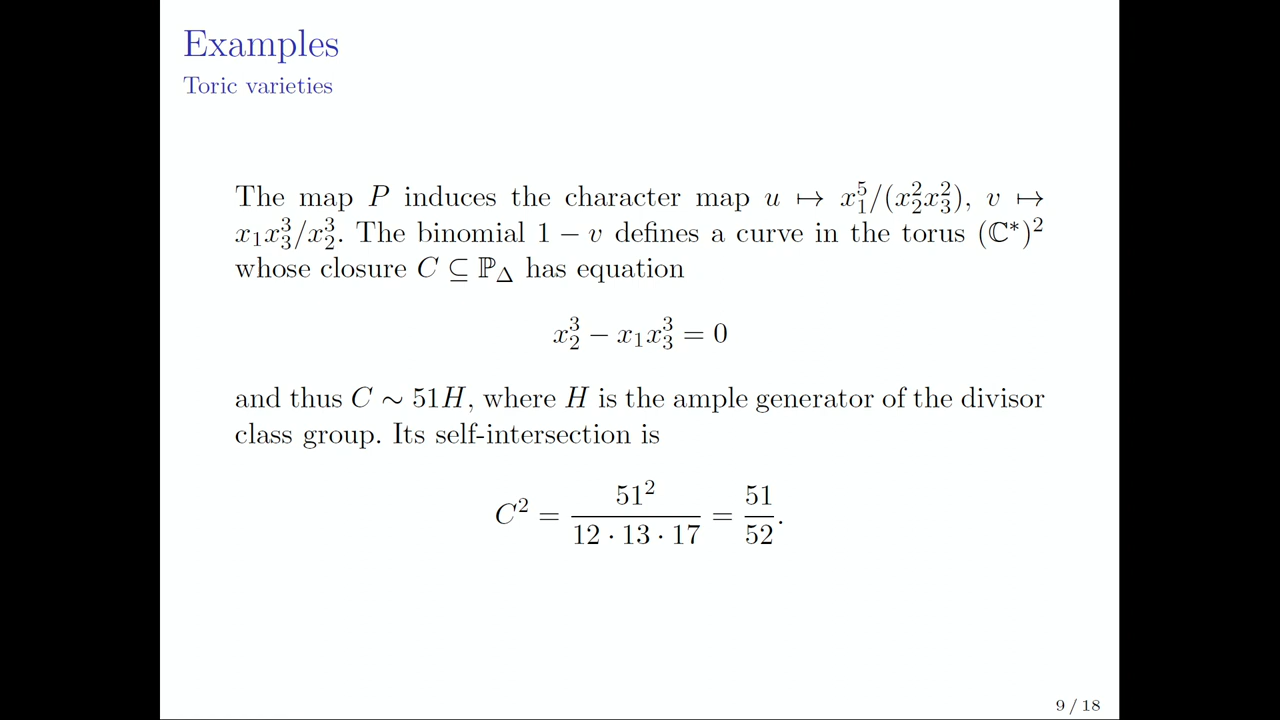 Examples
Toric varieties
The map P induces the character map u ↦ x₁⁵/(x₂²x₃²), v ↦
x₁x₃³/x₂³. The binomial 1 − v defines a curve in the torus (ℂ*)²
whose closure C ⊆ ℙ_Δ has equation
x₂³ − x₁x₃³ = 0
and thus C ∼ 51H, where H is the ample generator of the divisor
class group. Its self-intersection is
C² = 51²/(12 · 13 · 17) = 51/52.
9 / 18